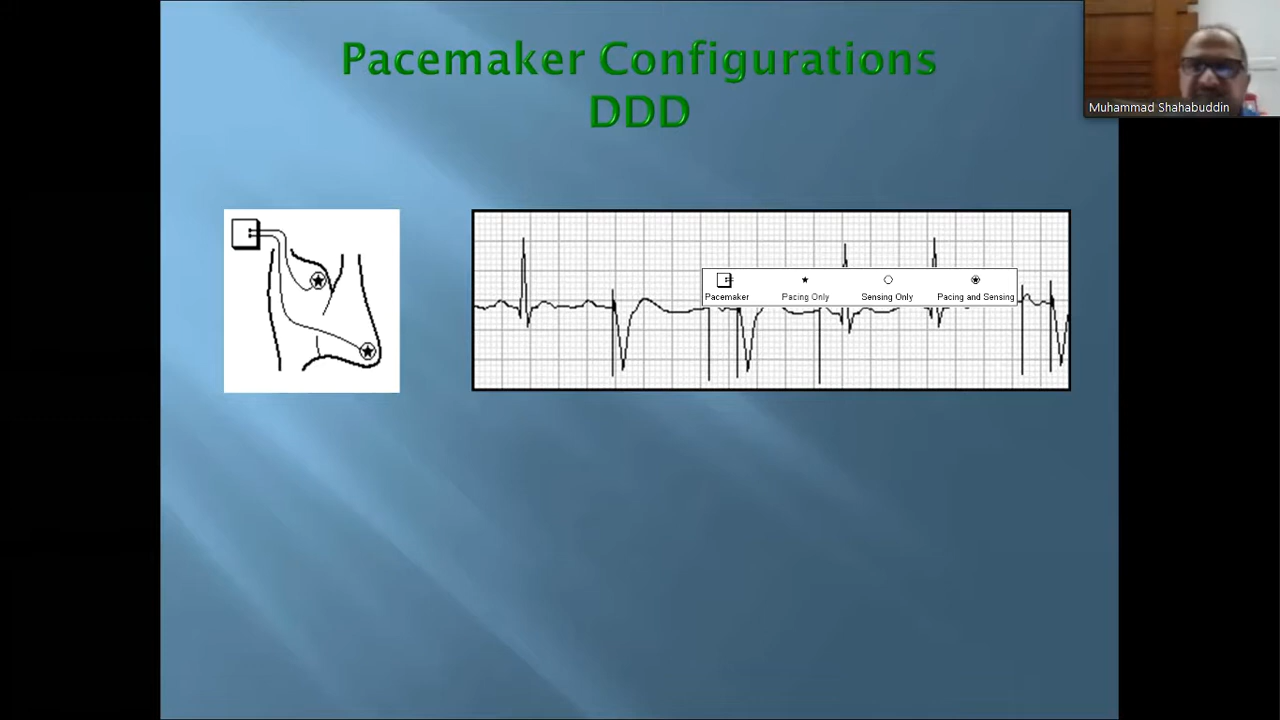 Pacemaker Configurations
DDD
Muhammad Shahabuddin
Pacemaker
Pacing Only
Sensing Only
Pacing and Sensing